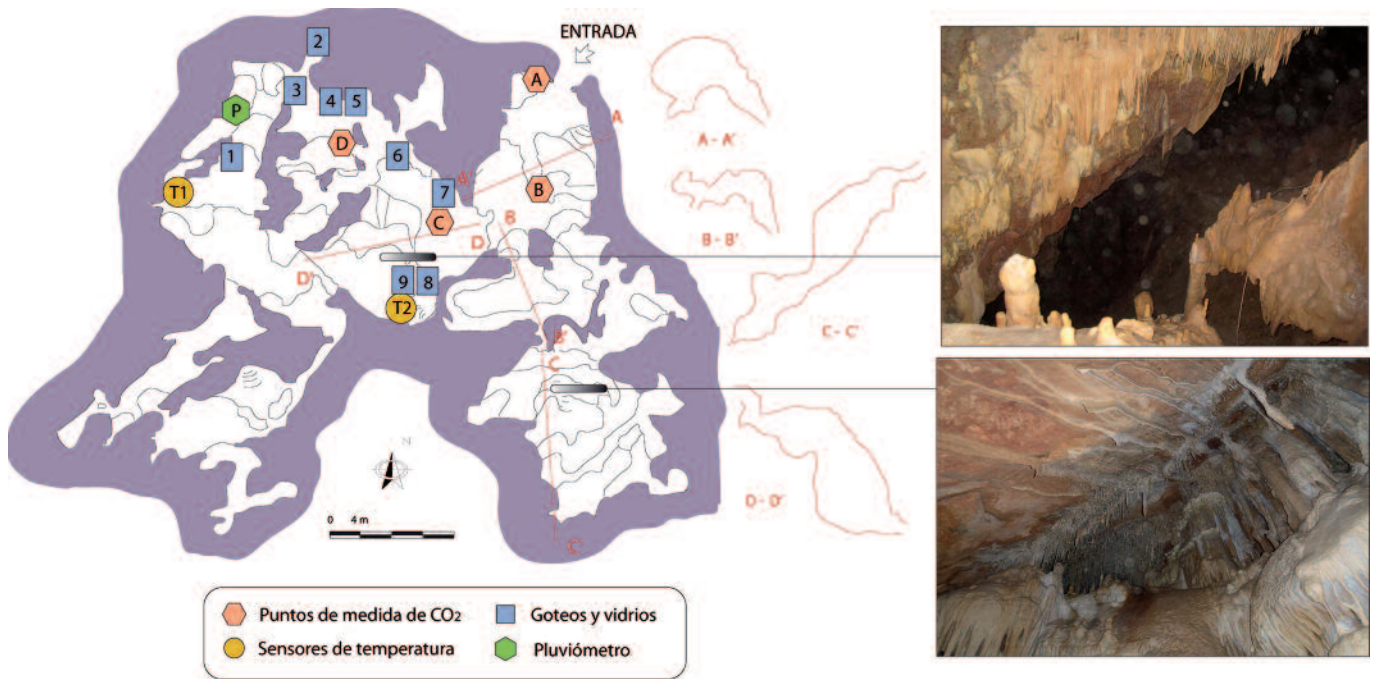 ENTRADA
2
A
3
4
5
P
A
D
1
6
A'
T1
7
B
C
B
D
D'
9
8
T2
B'
C
N
C'
0 4 m
A - A'
B - B'
C - C'
D - D'
Puntos de medida de CO₂
Goteos y vidrios
Sensores de temperatura
Pluviómetro